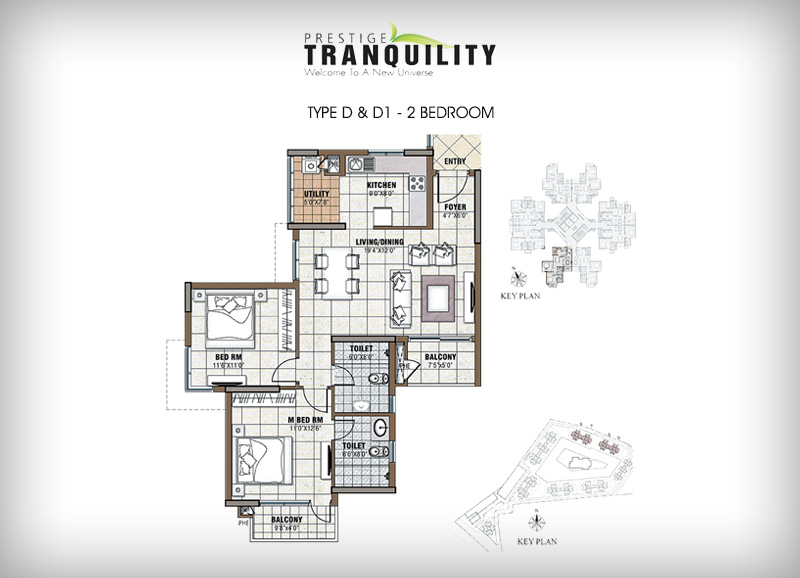 PRESTIGE
TRANQUILITY
Welcome To A New Universe
TYPE D & D1 - 2 BEDROOM
ENTRY
KITCHEN
9'0"X8'0"
UTILITY
5'0"X7'8"
FOYER
4'7"X6'0"
LIVING/DINING
19'4"X12'0"
KEY PLAN
BED RM
11'6"X11'0"
TOILET
6'0"X8'0"
PHE
BALCONY
7'5"X5'0"
M BED RM
11'0"X12'6"
TOILET
6'0"X8'0"
PHE
BALCONY
9'8"X4'0"
KEY PLAN